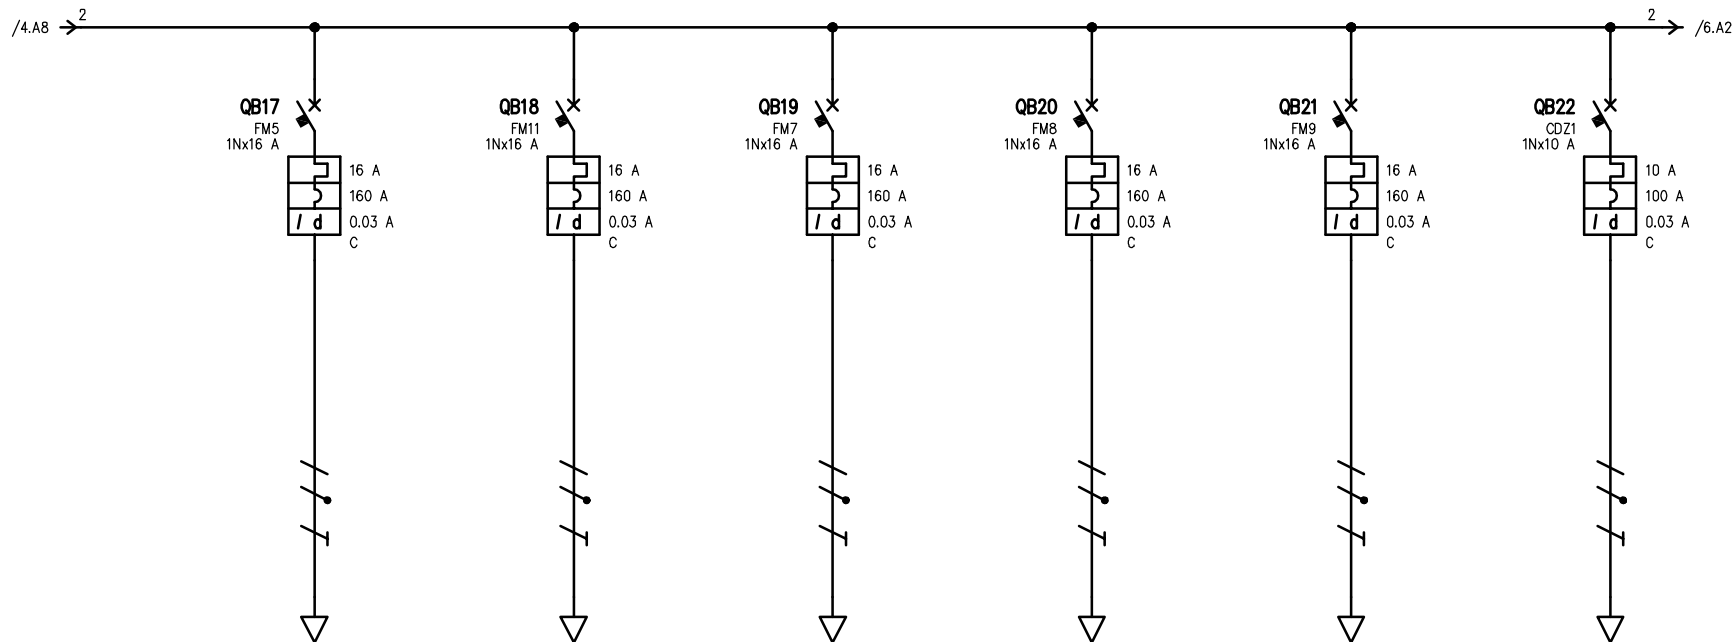 /4.A8
2
2
/6.A2
QB17
FM5
1Nx16 A
16 A
160 A
I d
0.03 A
C
QB18
FM11
1Nx16 A
16 A
160 A
I d
0.03 A
C
QB19
FM7
1Nx16 A
16 A
160 A
I d
0.03 A
C
QB20
FM8
1Nx16 A
16 A
160 A
I d
0.03 A
C
QB21
FM9
1Nx16 A
16 A
160 A
I d
0.03 A
C
QB22
CDZ1
1Nx10 A
10 A
100 A
I d
0.03 A
C